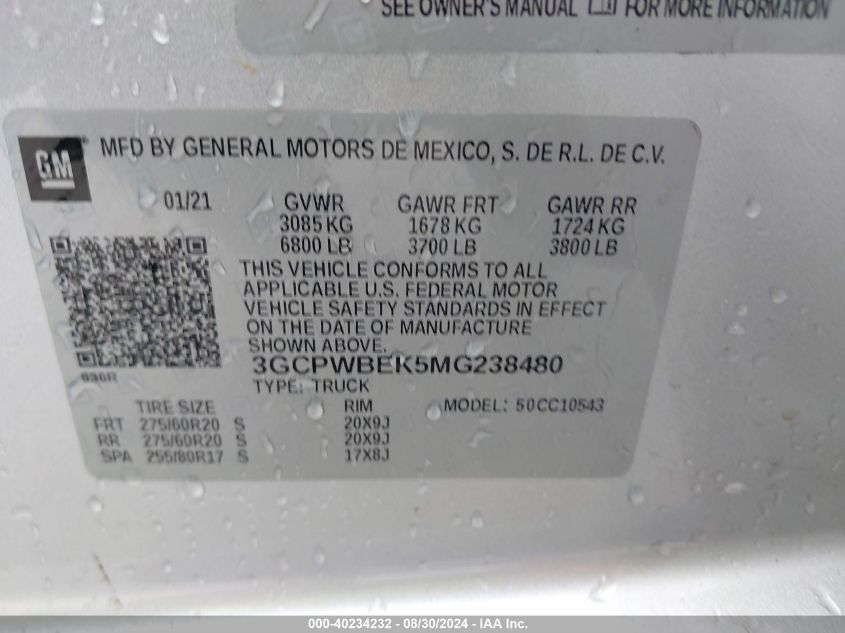 SEE OWNER'S MANUAL FOR MORE INFORMATION
GM ® MFD BY GENERAL MOTORS DE MEXICO, S. DE R.L. DE C.V.
01/21 GVWR GAWR FRT GAWR RR
3085 KG 1678 KG 1724 KG
6800 LB 3700 LB 3800 LB
THIS VEHICLE CONFORMS TO ALL
APPLICABLE U.S. FEDERAL MOTOR
VEHICLE SAFETY STANDARDS IN EFFECT
ON THE DATE OF MANUFACTURE
SHOWN ABOVE.
3GCPWBEK5MG238480
836R TYPE: TRUCK
TIRE SIZE RIM MODEL: 50CC10543
FRT 275/60R20 S 20X9J
RR 275/60R20 S 20X9J
SPA 255/80R17 S 17X8J
000-40234232 - 08/30/2024 - IAA Inc.